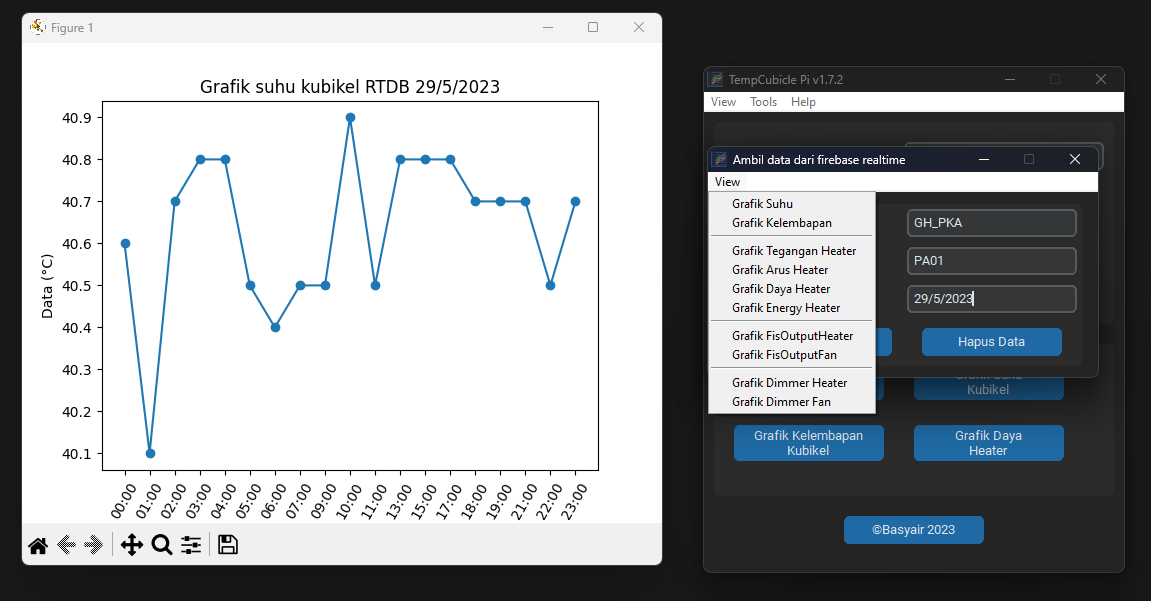 Figure 1
Grafik suhu kubikel RTDB 29/5/2023
Data (°C)
40.9
40.8
40.7
40.6
40.5
40.4
40.3
40.2
40.1
00:00
01:00
02:00
03:00
04:00
05:00
06:00
07:00
09:00
10:00
11:00
13:00
15:00
17:00
18:00
19:00
21:00
22:00
23:00
TempCubicle Pi v1.7.2
View Tools Help
Ambil data dari firebase realtime
View
Grafik Suhu
Grafik Kelembapan
Grafik Tegangan Heater
Grafik Arus Heater
Grafik Daya Heater
Grafik Energy Heater
Grafik FisOutputHeater
Grafik FisOutputFan
Grafik Dimmer Heater
Grafik Dimmer Fan
GH_PKA
PA01
29/5/2023
Hapus Data
Grafik Suhu
Kubikel
Grafik Kelembapan
Kubikel
Grafik Daya
Heater
©Basyair 2023